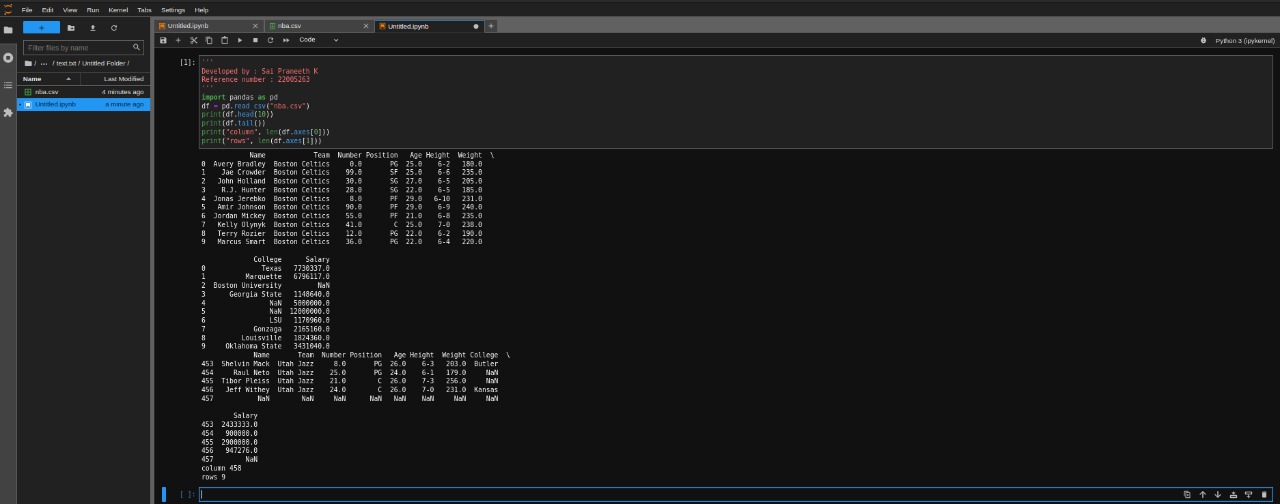 File Edit View Run Kernel Tabs Settings Help
Untitled.ipynb nba.csv Untitled.ipynb
Filter files by name
Code
Python 3 (ipykernel)
/ ··· / text.txt / Untitled Folder /
Name Last Modified
nba.csv 4 minutes ago
Untitled.ipynb a minute ago
[1]: '''
Developed by : Sai Praneeth K
Reference number : 22005263
'''
import pandas as pd
df = pd.read_csv("nba.csv")
print(df.head(10))
print(df.tail())
print("column", len(df.axes[0]))
print("rows", len(df.axes[1]))
Name Team Number Position Age Height Weight \
0 Avery Bradley Boston Celtics 0.0 PG 25.0 6-2 180.0
1 Jae Crowder Boston Celtics 99.0 SF 25.0 6-6 235.0
2 John Holland Boston Celtics 30.0 SG 27.0 6-5 205.0
3 R.J. Hunter Boston Celtics 28.0 SG 22.0 6-5 185.0
4 Jonas Jerebko Boston Celtics 8.0 PF 29.0 6-10 231.0
5 Amir Johnson Boston Celtics 90.0 PF 29.0 6-9 240.0
6 Jordan Mickey Boston Celtics 55.0 PF 21.0 6-8 235.0
7 Kelly Olynyk Boston Celtics 41.0 C 25.0 7-0 238.0
8 Terry Rozier Boston Celtics 12.0 PG 22.0 6-2 190.0
9 Marcus Smart Boston Celtics 36.0 PG 22.0 6-4 220.0
College Salary
0 Texas 7730337.0
1 Marquette 6796117.0
2 Boston University NaN
3 Georgia State 1148640.0
4 NaN 5000000.0
5 NaN 12000000.0
6 LSU 1170960.0
7 Gonzaga 2165160.0
8 Louisville 1824360.0
9 Oklahoma State 3431040.0
Name Team Number Position Age Height Weight College \
453 Shelvin Mack Utah Jazz 8.0 PG 26.0 6-3 203.0 Butler
454 Raul Neto Utah Jazz 25.0 PG 24.0 6-1 179.0 NaN
455 Tibor Pleiss Utah Jazz 21.0 C 26.0 7-3 256.0 NaN
456 Jeff Withey Utah Jazz 24.0 C 26.0 7-0 231.0 Kansas
457 NaN NaN NaN NaN NaN NaN NaN NaN
Salary
453 2433333.0
454 900000.0
455 2900000.0
456 947276.0
457 NaN
column 458
rows 9
[ ]: